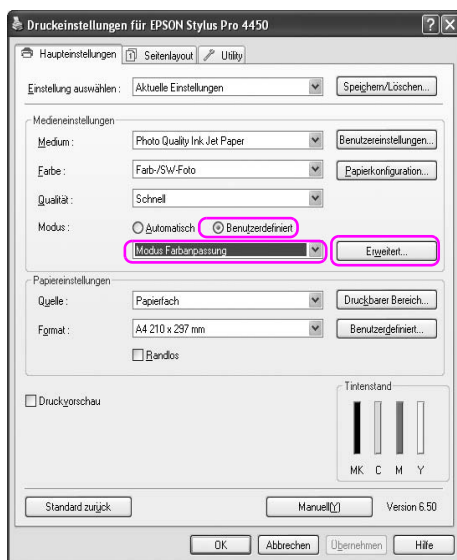 Druckeinstellungen für EPSON Stylus Pro 4450
Haupteinstellungen Seitenlayout Utility
Einstellung auswählen : Aktuelle Einstellungen Speichern/Löschen...
Medieneinstellungen
Medium : Photo Quality Ink Jet Paper Benutzereinstellungen...
Farbe : Farb-/SW-Foto Papierkonfiguration...
Qualität : Schnell
Modus : Automatisch Benutzerdefiniert
Modus Farbanpassung Erweitert...
Papiereinstellungen
Quelle : Papierfach Druckbarer Bereich...
Format : A4 210 x 297 mm Benutzerdefiniert...
Randlos
Druckvorschau
Tintenstand
MK C M Y
Standard zurück Manuell(Y) Version 6.50
OK Abbrechen Übernehmen Hilfe